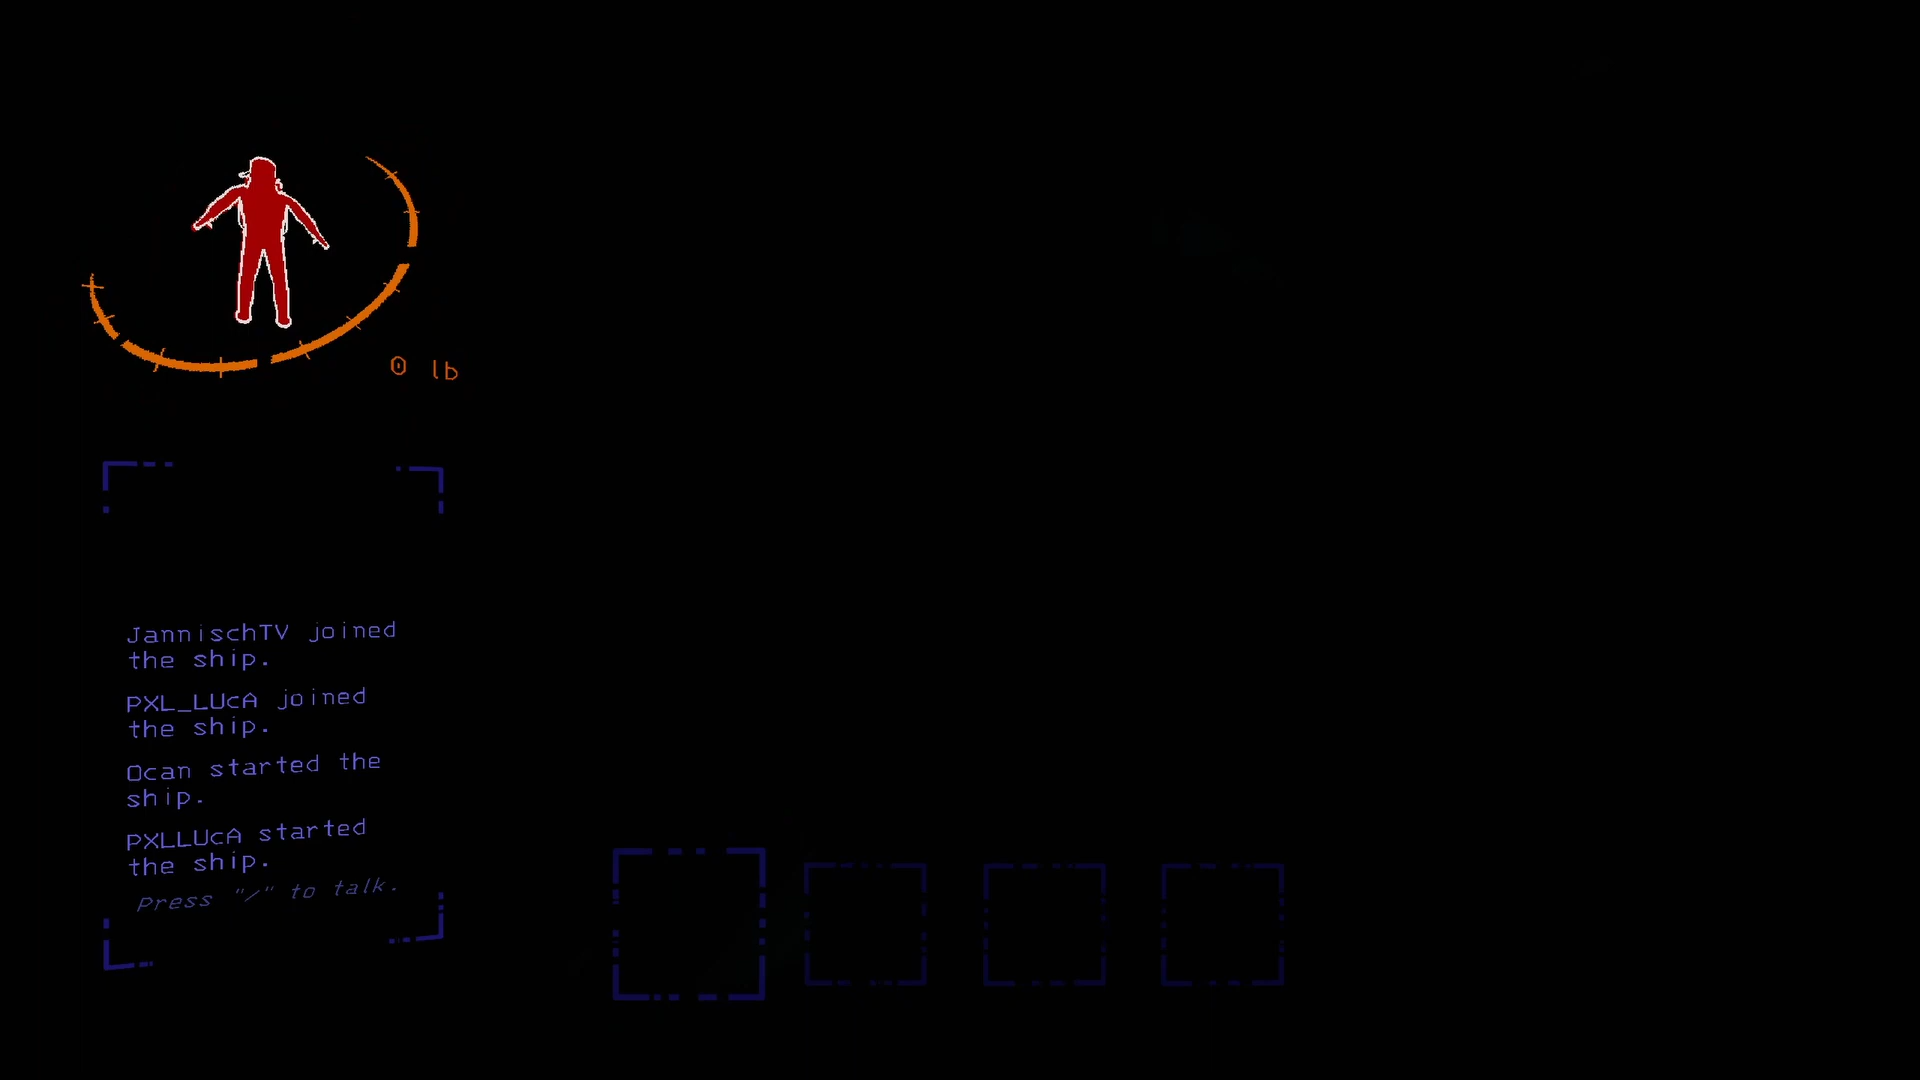 0 lb
JannischTV joined
the ship.
PXL_LUcA joined
the ship.
Ocan started the
ship.
PXLLUcA started
the ship.
Press "/" to talk.